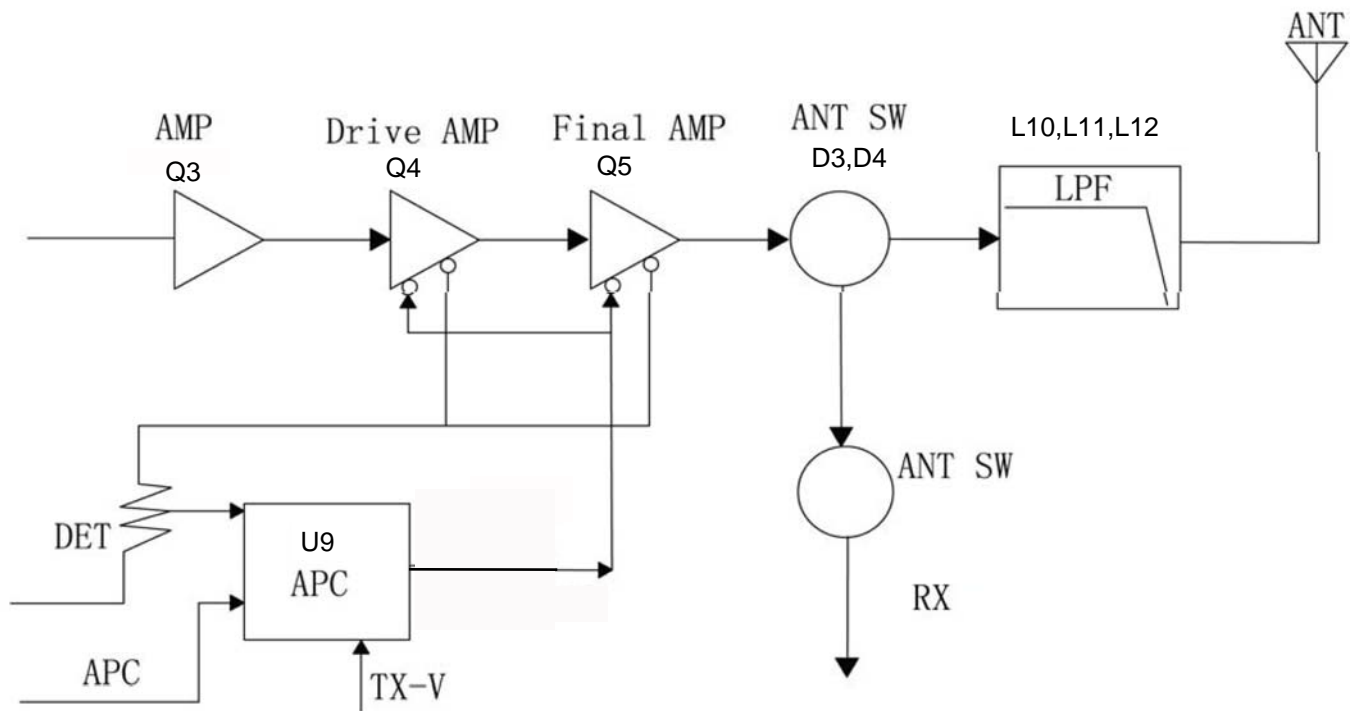 ANT
AMP
Q3
Drive AMP
Q4
Final AMP
Q5
ANT SW
D3,D4
L10,L11,L12
LPF
ANT SW
DET
U9
APC
RX
APC
TX-V